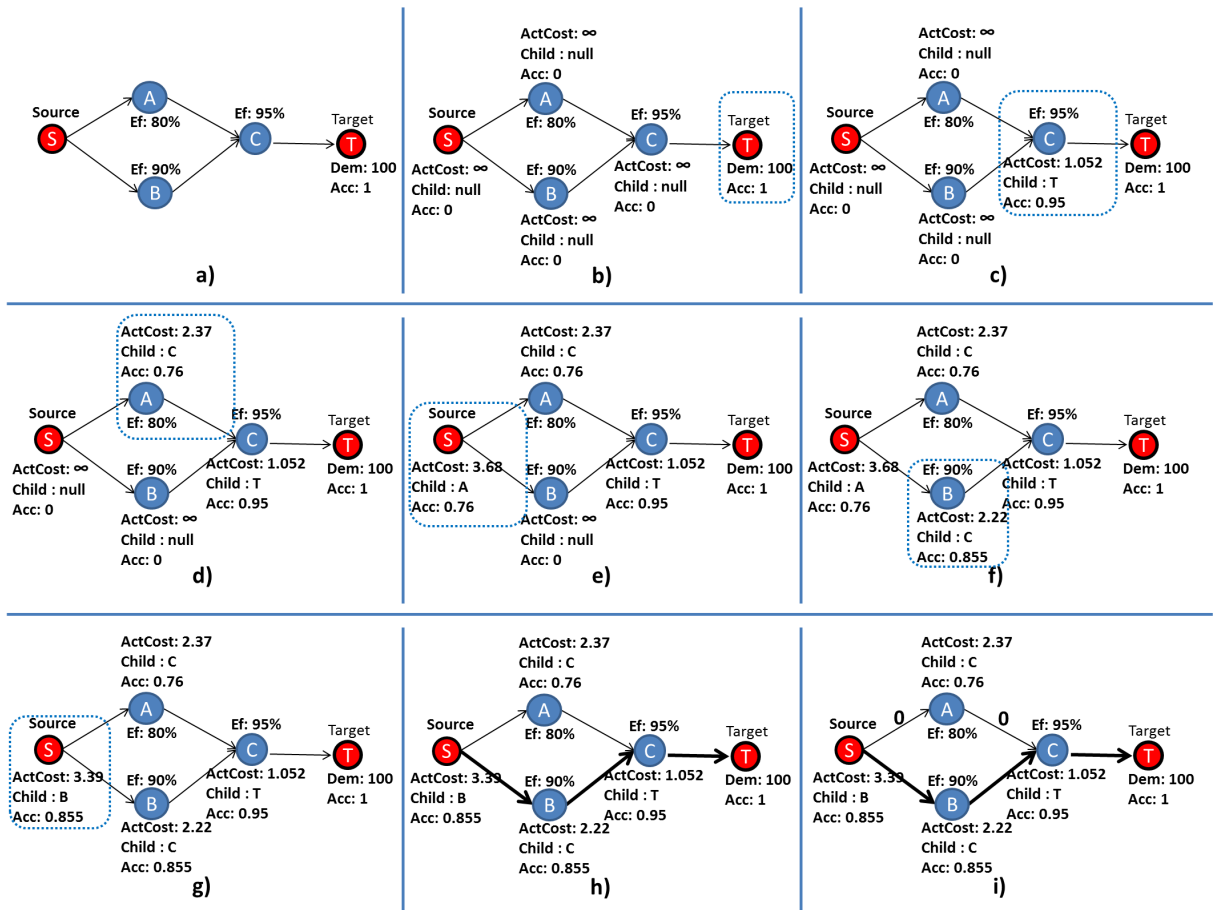 Source
S
A
Ef: 80%
Ef: 90%
B
Ef: 95%
C
Target
T
Dem: 100
Acc: 1
a)
ActCost: ∞
Child : null
Acc: 0
A
Ef: 80%
Source
S
ActCost: ∞
Child: null
Acc: 0
Ef: 90%
B
ActCost: ∞
Child : null
Acc: 0
Ef: 95%
C
ActCost: ∞
Child : null
Acc: 0
Target
T
Dem: 100
Acc: 1
b)
ActCost: ∞
Child : null
Acc: 0
A
Ef: 80%
Source
S
ActCost: ∞
Child : null
Acc: 0
Ef: 90%
B
ActCost: ∞
Child : null
Acc: 0
Ef: 95%
C
ActCost: 1.052
Child : T
Acc: 0.95
Target
T
Dem: 100
Acc: 1
c)
ActCost: 2.37
Child : C
Acc: 0.76
A
Ef: 80%
Source
S
ActCost: ∞
Child : null
Acc: 0
Ef: 90%
B
ActCost: ∞
Child : null
Acc: 0
Ef: 95%
C
ActCost: 1.052
Child : T
Acc: 0.95
Target
T
Dem: 100
Acc: 1
d)
ActCost: 2.37
Child : C
Acc: 0.76
A
Ef: 80%
Source
S
ActCost: 3.68
Child : A
Acc: 0.76
Ef: 90%
B
ActCost: ∞
Child : null
Acc: 0
Ef: 95%
C
ActCost: 1.052
Child : T
Acc: 0.95
Target
T
Dem: 100
Acc: 1
e)
ActCost: 2.37
Child : C
Acc: 0.76
A
Ef: 80%
Source
S
ActCost: 3.68
Child : A
Acc: 0.76
Ef: 90%
B
ActCost: 2.22
Child : C
Acc: 0.855
Ef: 95%
C
ActCost: 1.052
Child : T
Acc: 0.95
Target
T
Dem: 100
Acc: 1
f)
ActCost: 2.37
Child : C
Acc: 0.76
A
Ef: 80%
Source
S
ActCost: 3.39
Child : B
Acc: 0.855
Ef: 90%
B
ActCost: 2.22
Child : C
Acc: 0.855
Ef: 95%
C
ActCost: 1.052
Child : T
Acc: 0.95
Target
T
Dem: 100
Acc: 1
g)
ActCost: 2.37
Child : C
Acc: 0.76
A
Ef: 80%
Source
S
ActCost: 3.39
Child : B
Acc: 0.855
Ef: 90%
B
ActCost: 2.22
Child : C
Acc: 0.855
Ef: 95%
C
ActCost: 1.052
Child : T
Acc: 0.95
Target
T
Dem: 100
Acc: 1
h)
ActCost: 2.37
Child : C
Acc: 0.76
0
A
0
Ef: 80%
Source
S
ActCost: 3.39
Child : B
Acc: 0.855
Ef: 90%
B
ActCost: 2.22
Child : C
Acc: 0.855
Ef: 95%
C
ActCost: 1.052
Child : T
Acc: 0.95
Target
T
Dem: 100
Acc: 1
i)